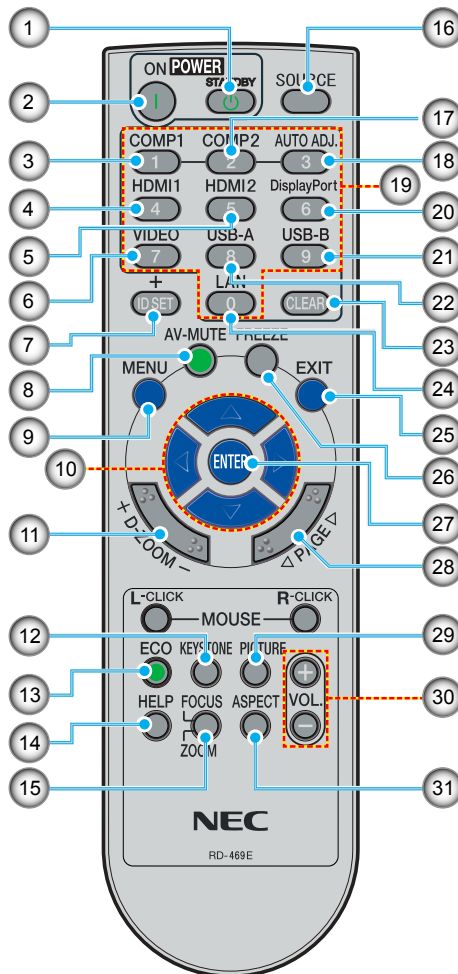 1
16
ON POWER
STANDBY
SOURCE
2
17
COMP1 COMP2 AUTO ADJ.
3
1 2 3
18
19
HDMI1 HDMI2 DisplayPort
4
4 5 6
20
5
VIDEO USB-A USB-B
21
6
7 8 9
22
+ LAN
7
ID SET 0 CLEAR
23
AV-MUTE FREEZE
24
8
MENU EXIT
25
9
26
10
ENTER
27
11
+ D-ZOOM −
◁ PAGE ▷
28
L-CLICK R-CLICK
MOUSE
12
ECO KEYSTONE PICTURE
29
13
+
30
HELP FOCUS ASPECT VOL.
14
−
ZOOM
15
31
NEC
RD-469E